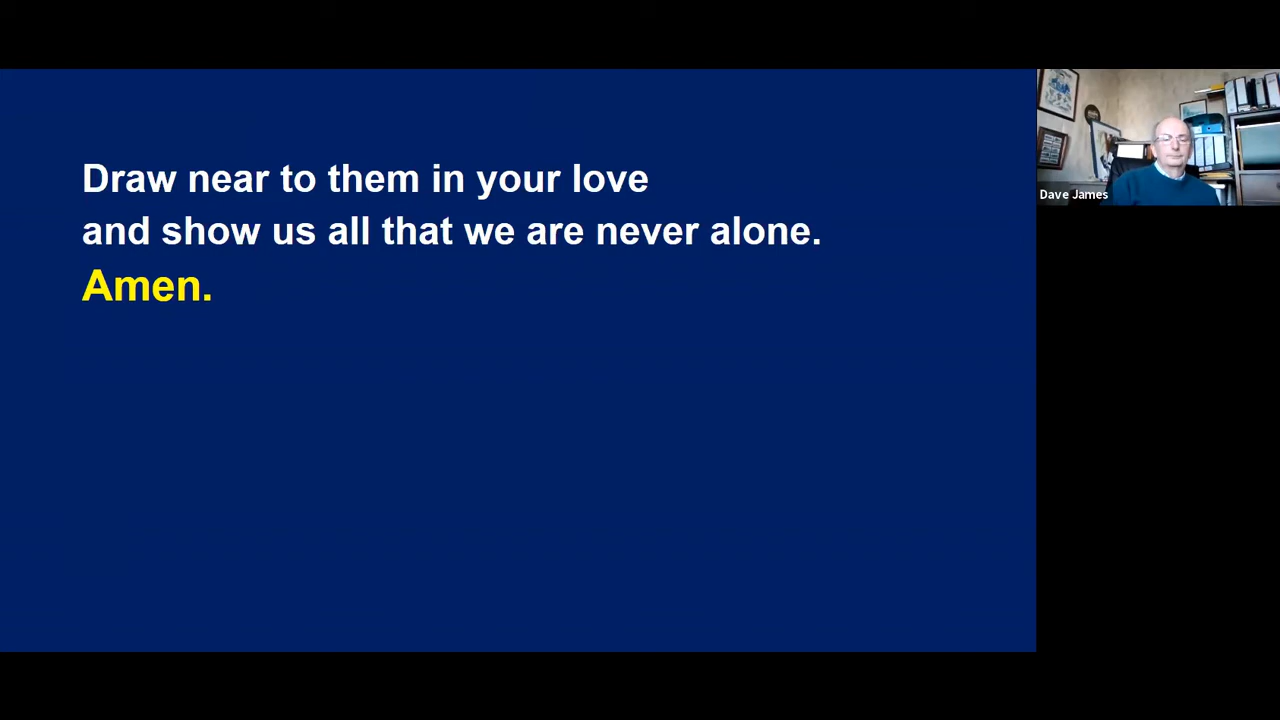 Draw near to them in your love
and show us all that we are never alone.
Amen.
Dave James